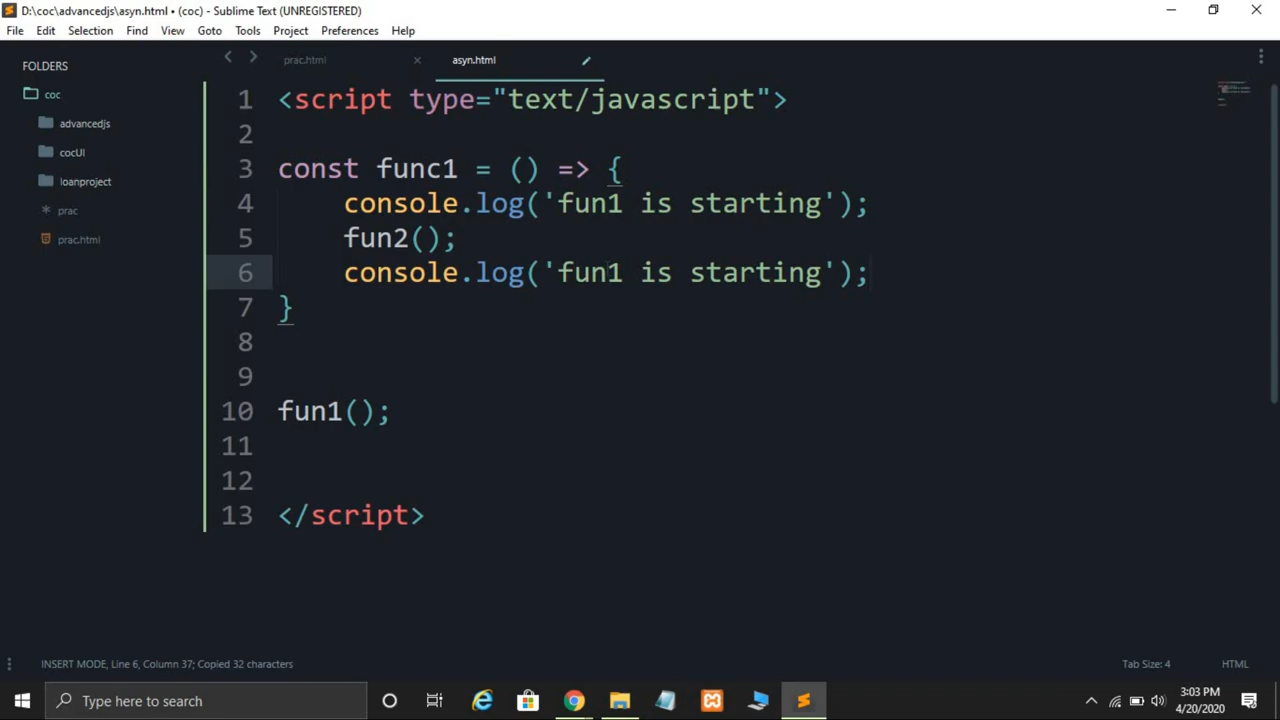 D:\coc\advancedjs\asyn.html • (coc) - Sublime Text (UNREGISTERED)
File Edit Selection View Find Goto Tools Project Preferences Help
FOLDERS
coc
advancedjs
cocUI
loanproject
prac
prac.html
prac.html × asyn.html
1 <script type="text/javascript">
2
3 const func1 = () => {
4 console.log('fun1 is starting');
5 fun2();
6 console.log('fun1 is starting');
7 }
8
9
10 fun1();
11
12
13 </script>
INSERT MODE, Line 6, Column 37; Copied 32 characters
Tab Size: 4 HTML
Type here to search
3:03 PM
4/20/2020